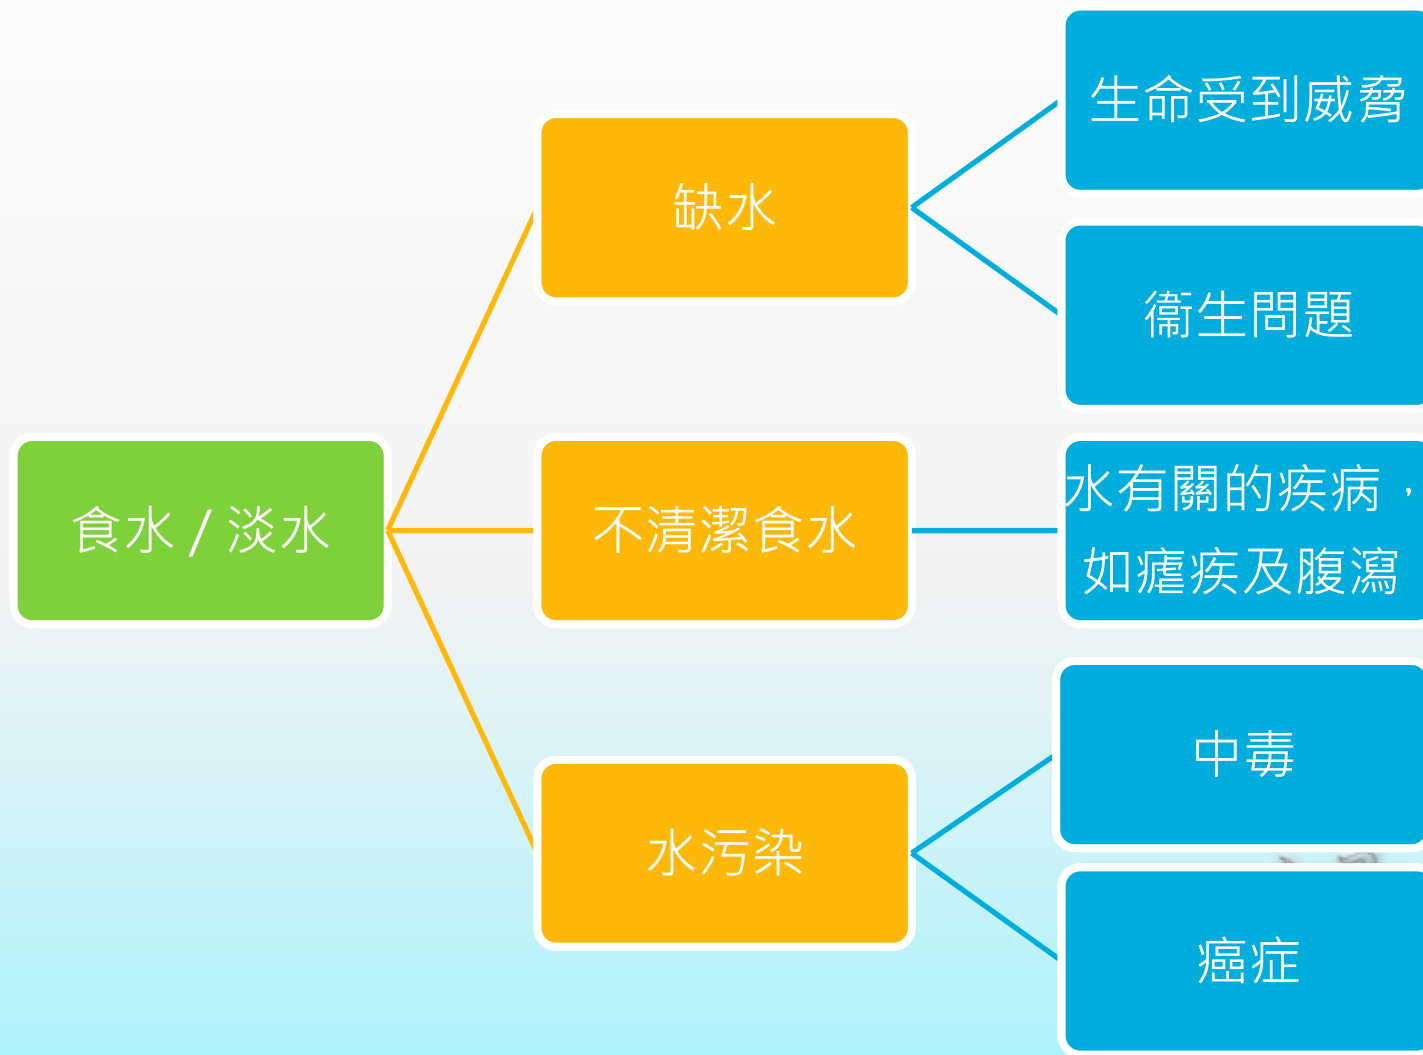 食水 / 淡水
缺水
不清潔食水
水污染
生命受到威脅
衞生問題
水有關的疾病，
如瘧疾及腹瀉
中毒
癌症